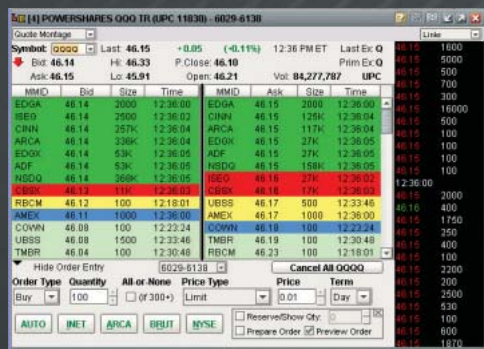 [4] POWERSHARES QQQ TR (UPC 11830) - 6029-6138
Quote Montage
Links
Symbol: QQQQ Last: 46.15 +0.05 (+0.11%) 12:36 PM ET Last Ex: Q
Bid: 46.14 Hi: 46.33 P.Close: 46.10 Prim Ex: Q
Ask: 46.15 Lo: 45.91 Open: 46.21 Vol: 84,277,787 UPC
MMID Bid Size Time MMID Ask Size Time
EDGA 46.14 2000 12:36:00 EDGA 46.15 2000 12:36:00
ISEG 46.14 2500 12:36:02 CINN 46.15 125K 12:36:04
CINN 46.14 257K 12:36:04 ARCA 46.15 117K 12:36:04
ARCA 46.14 336K 12:36:04 EDGX 46.15 27K 12:36:05
EDGX 46.14 53K 12:36:05 ADF 46.15 27K 12:36:05
ADF 46.14 53K 12:36:05 NSDQ 46.15 156K 12:36:05
NSDQ 46.14 366K 12:36:05 ISEG 46.16 27K 12:36:02
CBSX 46.13 11K 12:36:03 CBSX 46.16 17K 12:36:03
RBCM 46.12 100 12:18:01 UBSS 46.17 500 12:33:46
AMEX 46.11 1000 12:36:00 AMEX 46.17 1000 12:36:00
COWN 46.08 100 12:23:24 COWN 46.18 100 12:23:24
UBSS 46.08 1500 12:33:46 TMBR 46.19 100 12:30:48
TMBR 46.04 100 12:30:48 RBCM 46.23 100 12:18:01
46.15 1600
46.15 5000
46.15 500
46.15 700
46.15 300
46.15 16000
46.15 500
46.15 100
46.15 100
46.15 100
46.15 100
12:36:00
46.15 2000
46.16 400
46.15 1750
46.15 250
46.15 400
46.15 100
46.15 2200
46.15 200
46.15 2500
46.15 530
46.15 100
46.15 600
46.15 1870
Hide Order Entry 6029-6138 Cancel All QQQQ
Order Type Quantity All-or-None Price Type Price Term
Buy 100 (if 300+) Limit 0.01 Day
AUTO INET ARCA BRUT NYSE
Reserve/Show Qty: 0
Prepare Order Preview Order